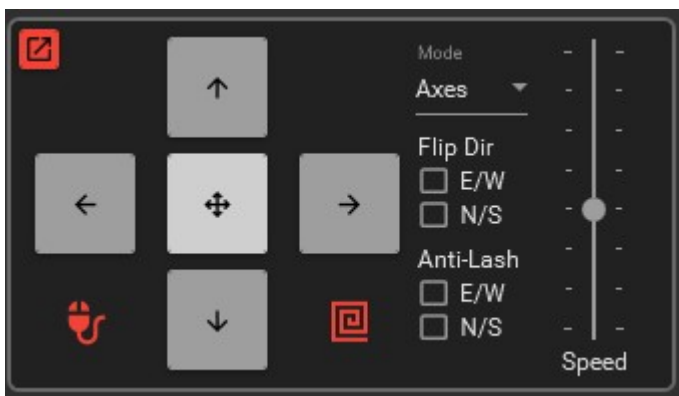 Mode
Axes
Flip Dir
E/W
N/S
Anti-Lash
E/W
N/S
Speed